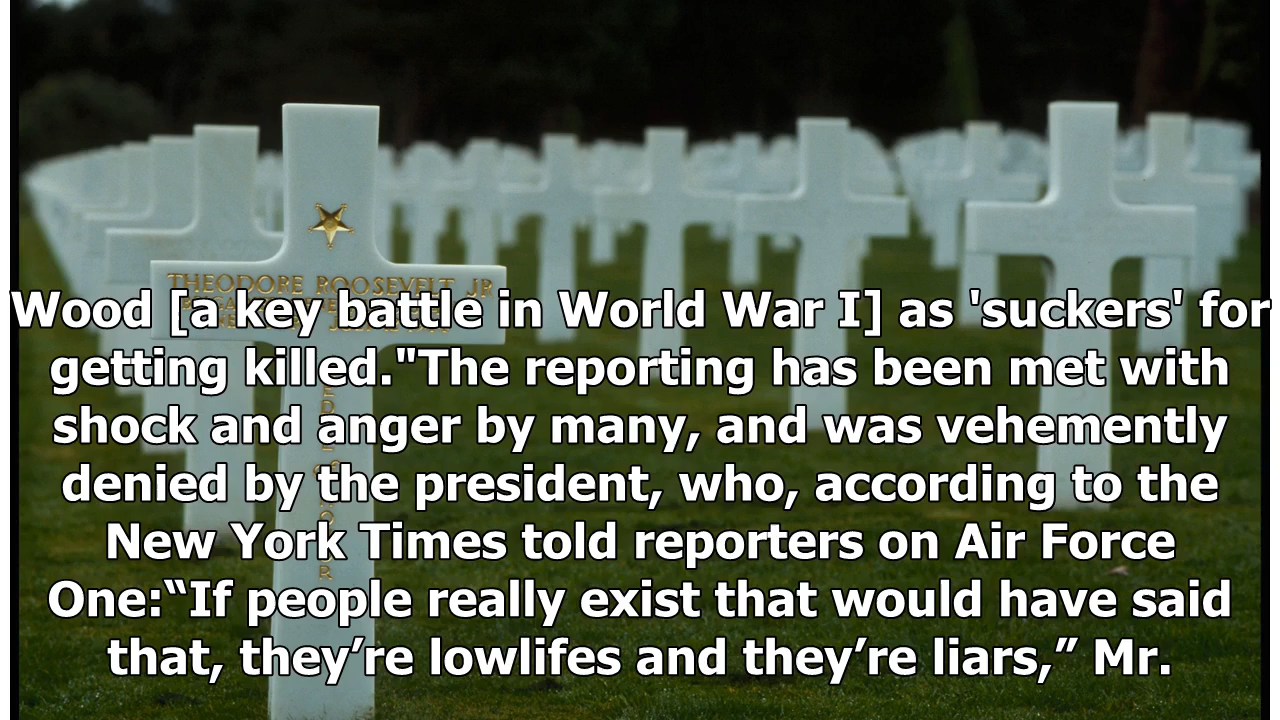 THEODORE ROOSEVELT JR
Wood [a key battle in World War I] as 'suckers' for
getting killed."The reporting has been met with
shock and anger by many, and was vehemently
denied by the president, who, according to the
New York Times told reporters on Air Force
One:“If people really exist that would have said
that, they’re lowlifes and they’re liars,” Mr.